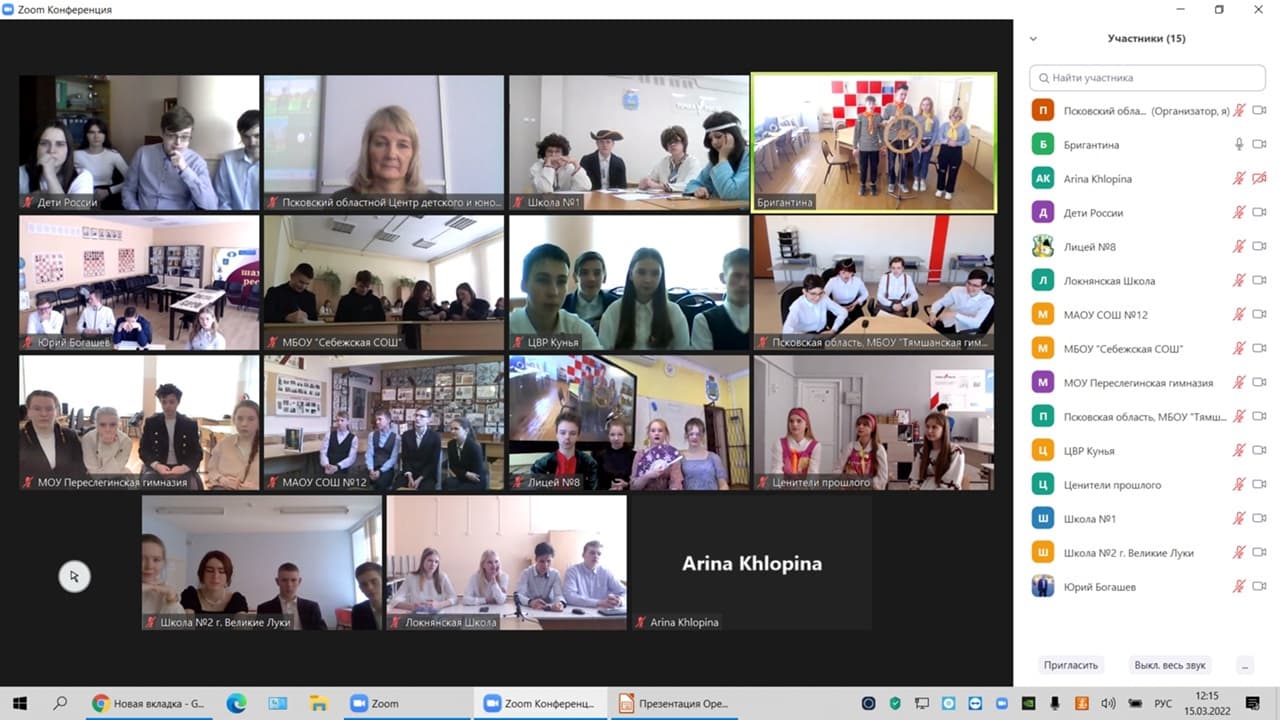 Zoom Конференция
Участники (15)
Найти участника
Дети России
Псковский областной Центр детского и юно...
Школа №1
Бригантина
Юрий Богашев
МБОУ "Себежская СОШ"
ЦВР Кунья
Псковская область, МБОУ "Тямшанская гим...
МОУ Переслегинская гимназия
МАОУ СОШ №12
Лицей №8
Ценители прошлого
Школа №2 г. Великие Луки
Локнянская Школа
Arina Khlopina
Arina Khlopina
П Псковский обла... (Организатор, я)
Б Бригантина
AK Arina Khlopina
Д Дети России
Лицей №8
Л Локнянская Школа
М МАОУ СОШ №12
М МБОУ "Себежская СОШ"
М МОУ Переслегинская гимназия
П Псковская область, МБОУ "Тямш...
Ц ЦВР Кунья
Ц Ценители прошлого
Ш Школа №1
Ш Школа №2 г. Великие Луки
Юрий Богашев
Пригласить
Выкл. весь звук
...
Новая вкладка - G...
Zoom
Zoom Конференц...
Презентация Оре...
РУС
12:15
15.03.2022